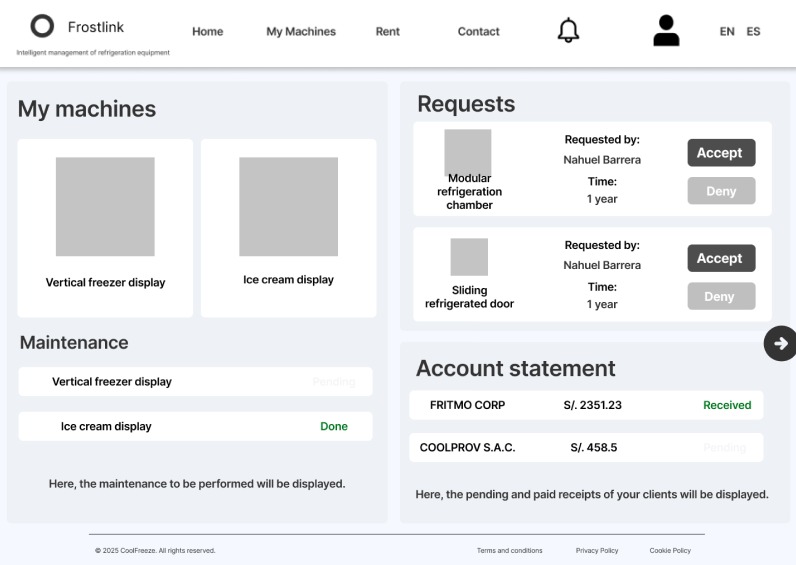 Frostlink
Intelligent management of refrigeration equipment
Home
My Machines
Rent
Contact
EN ES
My machines
Vertical freezer display
Ice cream display
Maintenance
Vertical freezer display
Pending
Ice cream display
Done
Here, the maintenance to be performed will be displayed.
Requests
Modular
refrigeration
chamber
Requested by:
Nahuel Barrera
Time:
1 year
Accept
Deny
Sliding
refrigerated door
Requested by:
Nahuel Barrera
Time:
1 year
Accept
Deny
Account statement
FRITMO CORP
S/. 2351.23
Received
COOLPROV S.A.C.
S/. 458.5
Pending
Here, the pending and paid receipts of your clients will be displayed.
© 2025 CoolFreeze. All rights reserved.
Terms and conditions
Privacy Policy
Cookie Policy